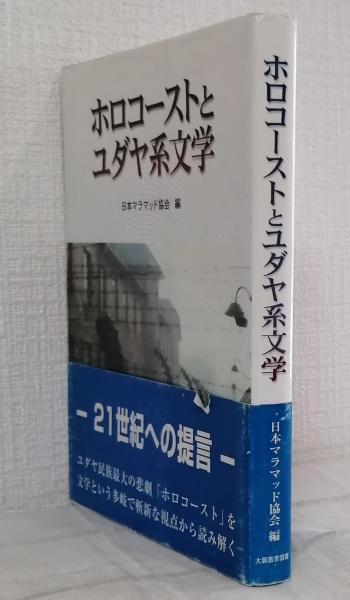 ホロコーストと
ユダヤ系文学
日本マラマッド協会 編
― 21世紀への提言 ―
ユダヤ民族最大の悲劇「ホロコースト」を
文学という多岐で斬新な視点から読み解く
ホロコーストとユダヤ系文学
日本マラマッド協会 編
大阪教育図書